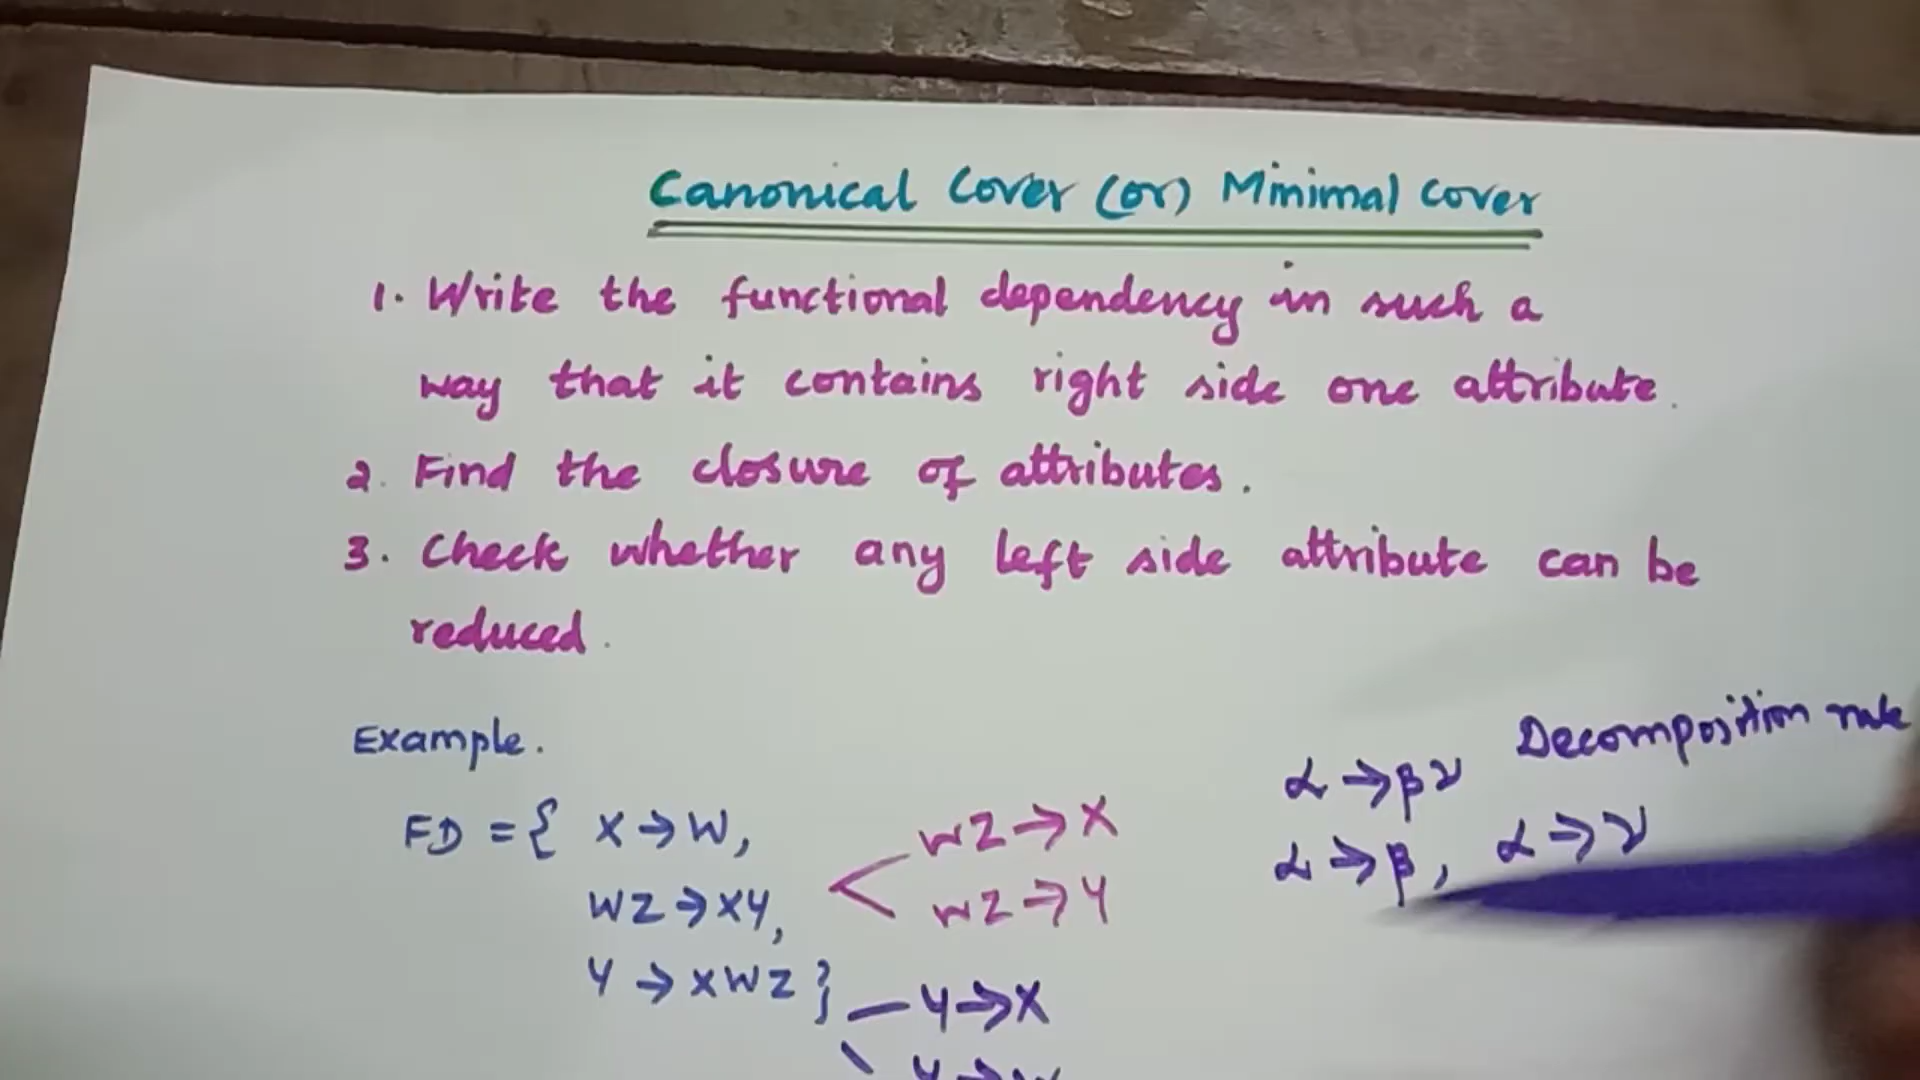 Canonical Cover (or) Minimal Cover
1. Write the functional dependency in such a
way that it contains right side one attribute.
2. Find the closure of attributes.
3. Check whether any left side attribute can be
reduced.
Example.
Decomposition rule
α → βγ
α → β, α → γ
FD = { X → W,
WZ → XY,
Y → XWZ }
WZ → X
WZ → Y
Y → X
Y → W